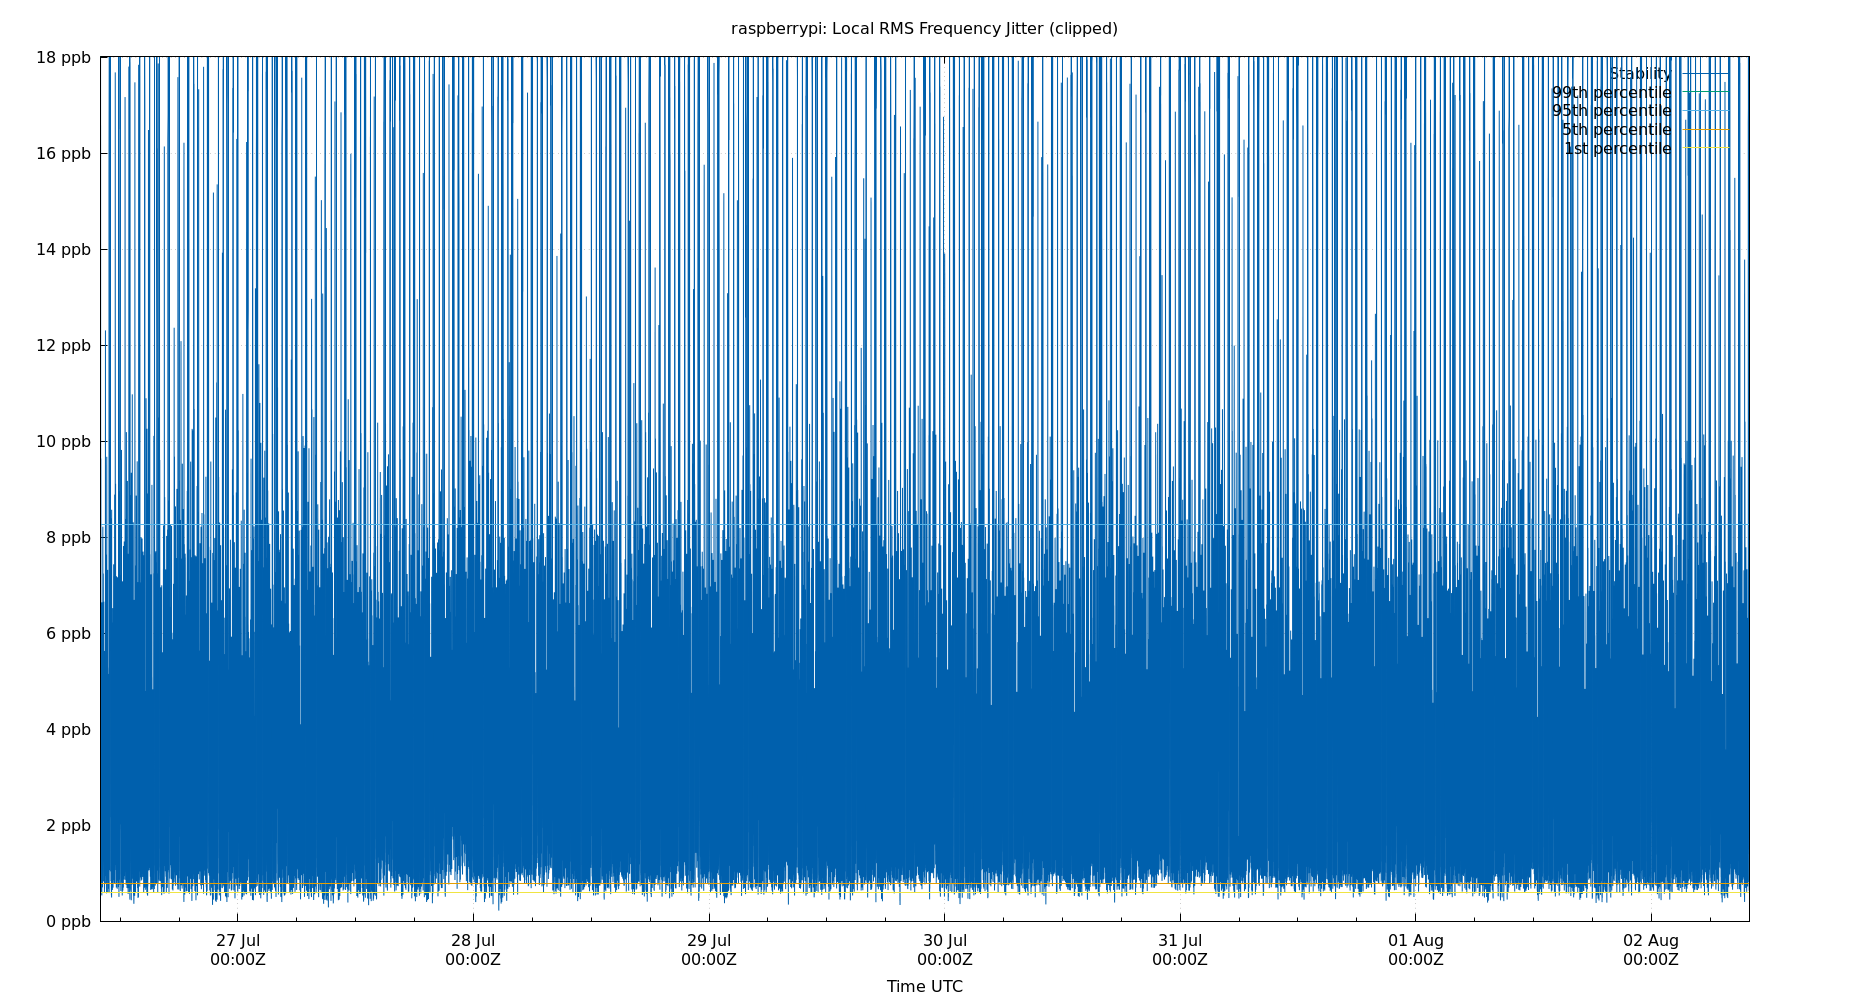 raspberrypi: Local RMS Frequency Jitter (clipped)
18 ppb
16 ppb
14 ppb
12 ppb
10 ppb
8 ppb
6 ppb
4 ppb
2 ppb
0 ppb
Stability
99th percentile
95th percentile
5th percentile
1st percentile
27 Jul 28 Jul 29 Jul 30 Jul 31 Jul 01 Aug 02 Aug
00:00Z 00:00Z 00:00Z 00:00Z 00:00Z 00:00Z 00:00Z
Time UTC